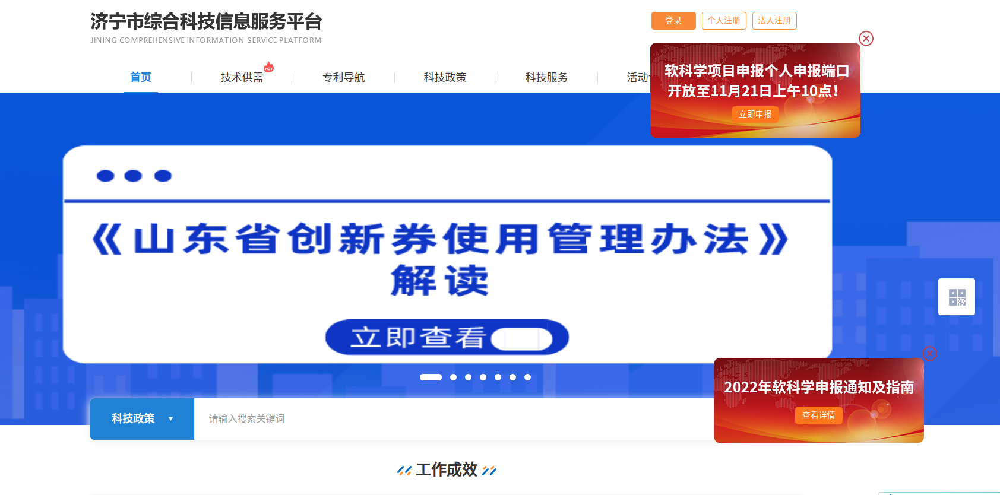 济宁市综合科技信息服务平台
JINING COMPREHENSIVE INFORMATION SERVICE PLATFORM
登录
个人注册
法人注册
首页
技术供需
HOT
专利导航
科技政策
科技服务
活动
软科学项目申报个人申报端口
开放至11月21日上午10点！
立即申报
《山东省创新券使用管理办法》
解读
立即查看
2022年软科学申报通知及指南
查看详情
科技政策
请输入搜索关键词
工作成效